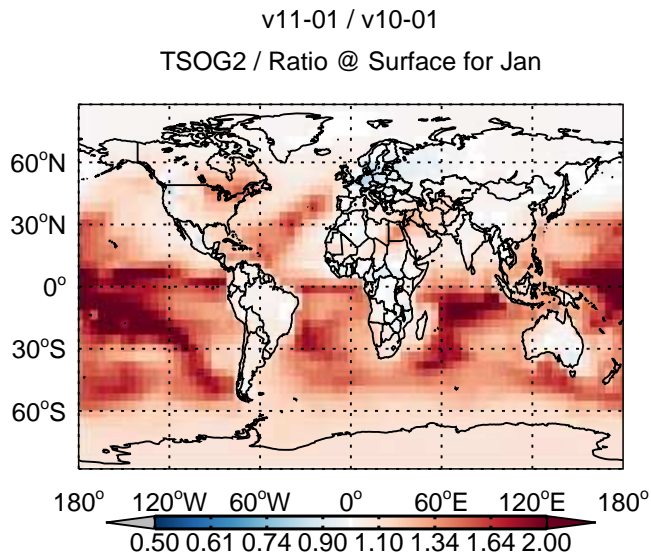 v11-01 / v10-01
TSOG2 / Ratio @ Surface for Jan
60°N
30°N
0°
30°S
60°S
180° 120°W 60°W 0° 60°E 120°E 180°
0.50 0.61 0.74 0.90 1.10 1.34 1.64 2.00